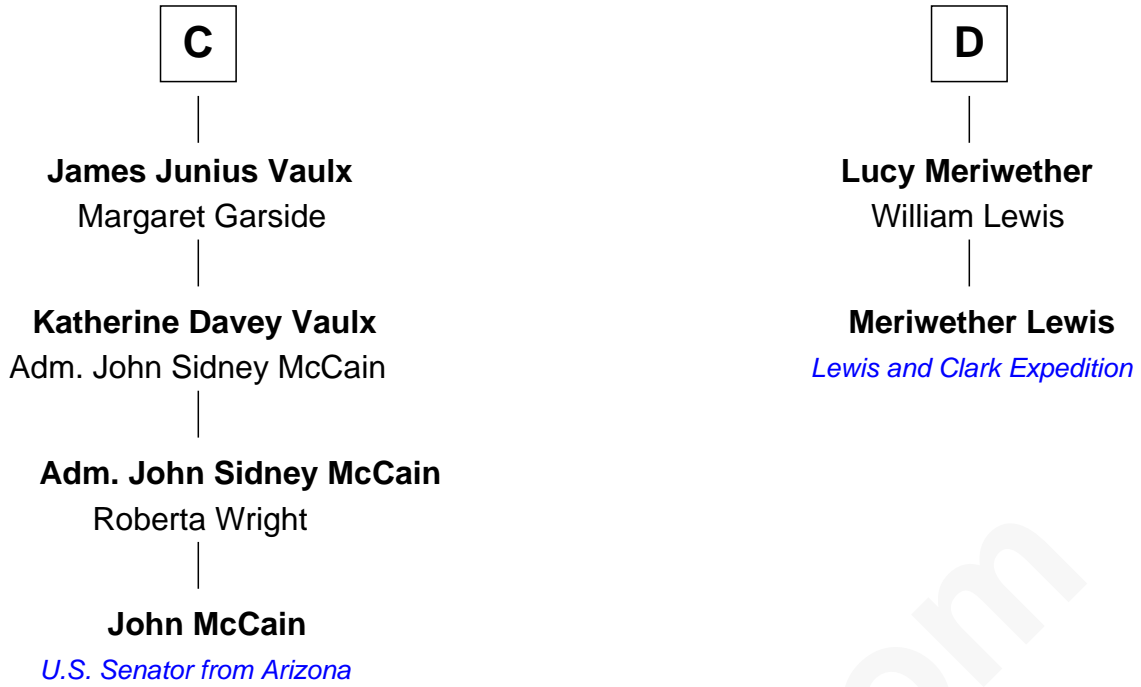 C
James Junius Vaulx
Margaret Garside
Katherine Davey Vaulx
Adm. John Sidney McCain
Adm. John Sidney McCain
Roberta Wright
John McCain
U.S. Senator from Arizona
D
Lucy Meriwether
William Lewis
Meriwether Lewis
Lewis and Clark Expedition
om